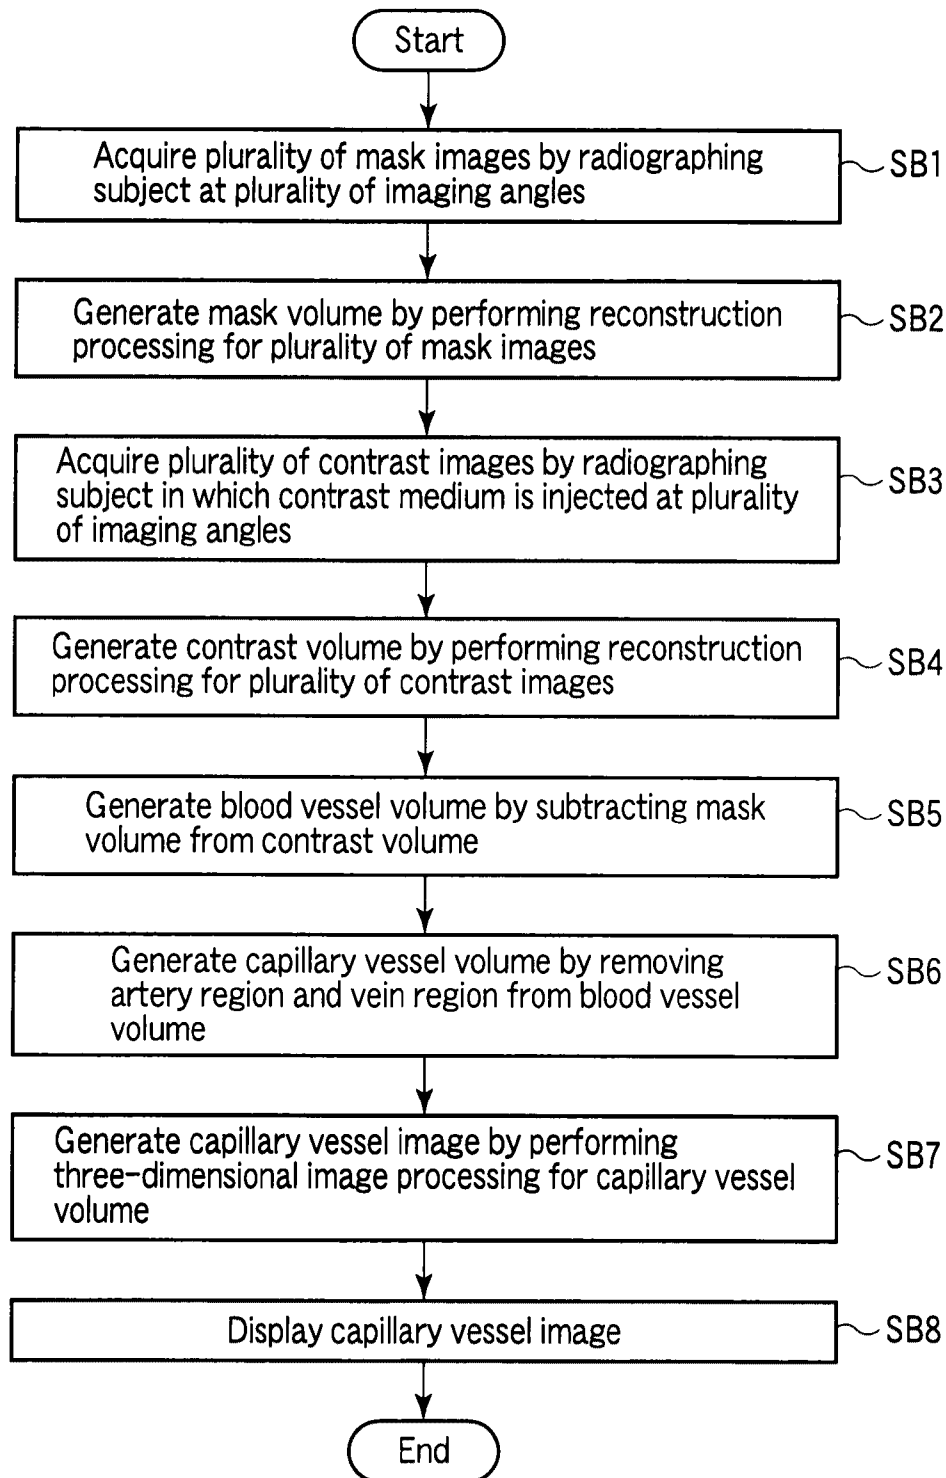 Start
Acquire plurality of mask images by radiographing
subject at plurality of imaging angles
SB1
Generate mask volume by performing reconstruction
processing for plurality of mask images
SB2
Acquire plurality of contrast images by radiographing
subject in which contrast medium is injected at plurality
of imaging angles
SB3
Generate contrast volume by performing reconstruction
processing for plurality of contrast images
SB4
Generate blood vessel volume by subtracting mask
volume from contrast volume
SB5
Generate capillary vessel volume by removing
artery region and vein region from blood vessel
volume
SB6
Generate capillary vessel image by performing
three-dimensional image processing for capillary vessel
volume
SB7
Display capillary vessel image
SB8
End